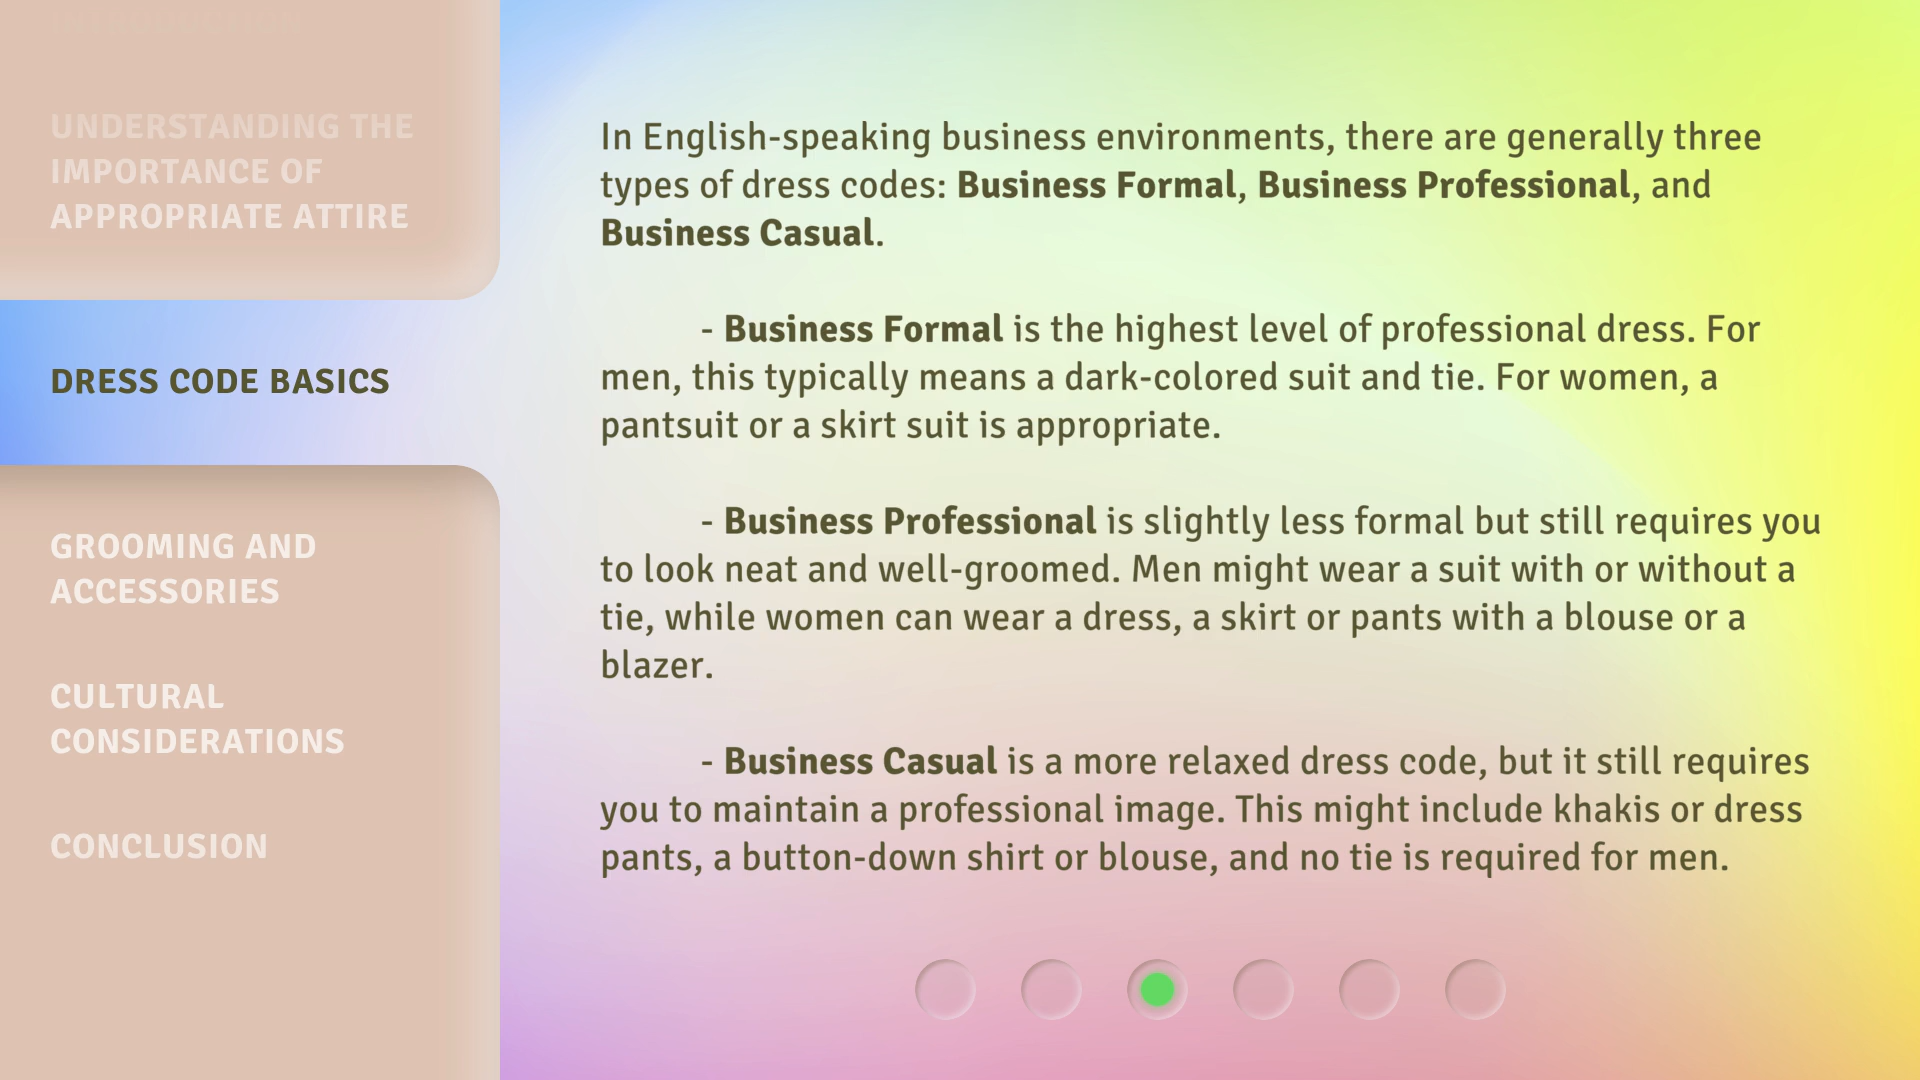 UNDERSTANDING THE
IMPORTANCE OF
APPROPRIATE ATTIRE
DRESS CODE BASICS
GROOMING AND
ACCESSORIES
CULTURAL
CONSIDERATIONS
CONCLUSION
In English-speaking business environments, there are generally three
types of dress codes: Business Formal, Business Professional, and
Business Casual.
- Business Formal is the highest level of professional dress. For
men, this typically means a dark-colored suit and tie. For women, a
pantsuit or a skirt suit is appropriate.
- Business Professional is slightly less formal but still requires you
to look neat and well-groomed. Men might wear a suit with or without a
tie, while women can wear a dress, a skirt or pants with a blouse or a
blazer.
- Business Casual is a more relaxed dress code, but it still requires
you to maintain a professional image. This might include khakis or dress
pants, a button-down shirt or blouse, and no tie is required for men.